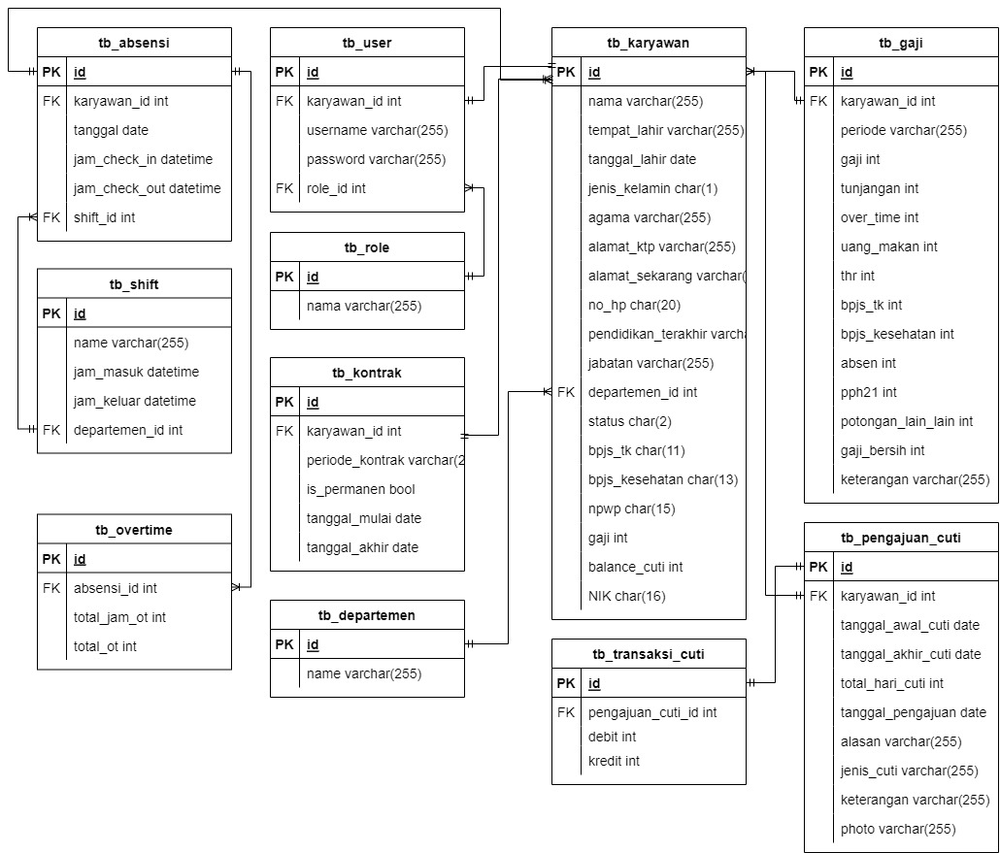 tb_absensi
PK id
FK karyawan_id int
tanggal date
jam_check_in datetime
jam_check_out datetime
FK shift_id int
tb_shift
PK id
name varchar(255)
jam_masuk datetime
jam_keluar datetime
FK departemen_id int
tb_overtime
PK id
FK absensi_id int
total_jam_ot int
total_ot int
tb_user
PK id
FK karyawan_id int
username varchar(255)
password varchar(255)
FK role_id int
tb_role
PK id
nama varchar(255)
tb_kontrak
PK id
FK karyawan_id int
periode_kontrak varchar(2
is_permanen bool
tanggal_mulai date
tanggal_akhir date
tb_departemen
PK id
name varchar(255)
tb_karyawan
PK id
nama varchar(255)
tempat_lahir varchar(255)
tanggal_lahir date
jenis_kelamin char(1)
agama varchar(255)
alamat_ktp varchar(255)
alamat_sekarang varchar(
no_hp char(20)
pendidikan_terakhir varcha
jabatan varchar(255)
FK departemen_id int
status char(2)
bpjs_tk char(11)
bpjs_kesehatan char(13)
npwp char(15)
gaji int
balance_cuti int
NIK char(16)
tb_transaksi_cuti
PK id
FK pengajuan_cuti_id int
debit int
kredit int
tb_gaji
PK id
FK karyawan_id int
periode varchar(255)
gaji int
tunjangan int
over_time int
uang_makan int
thr int
bpjs_tk int
bpjs_kesehatan int
absen int
pph21 int
potongan_lain_lain int
gaji_bersih int
keterangan varchar(255)
tb_pengajuan_cuti
PK id
FK karyawan_id int
tanggal_awal_cuti date
tanggal_akhir_cuti date
total_hari_cuti int
tanggal_pengajuan date
alasan varchar(255)
jenis_cuti varchar(255)
keterangan varchar(255)
photo varchar(255)